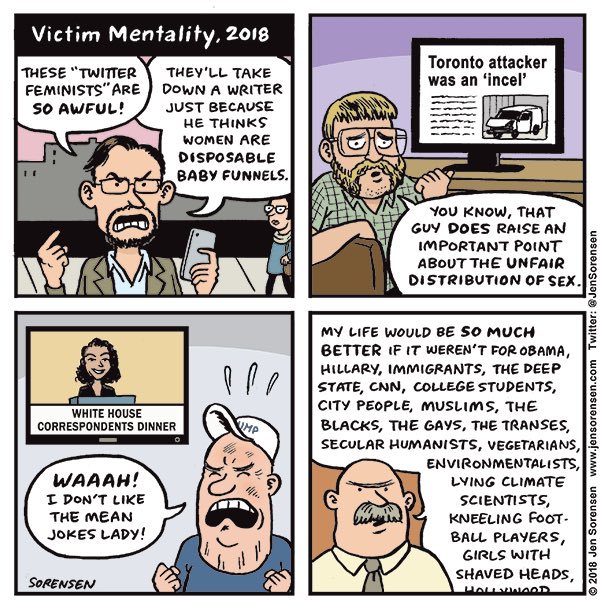 Victim Mentality, 2018
THESE "TWITTER
FEMINISTS" ARE
SO AWFUL!
THEY'LL TAKE
DOWN A WRITER
JUST BECAUSE
HE THINKS
WOMEN ARE
DISPOSABLE
BABY FUNNELS.
Toronto attacker
was an 'incel'
YOU KNOW, THAT
GUY DOES RAISE AN
IMPORTANT POINT
ABOUT THE UNFAIR
DISTRIBUTION OF SEX.
WHITE HOUSE
CORRESPONDENTS DINNER
UMP
WAAAH!
I DON'T LIKE
THE MEAN
JOKES LADY!
SORENSEN
MY LIFE WOULD BE SO MUCH
BETTER IF IT WEREN'T FOR OBAMA,
HILLARY, IMMIGRANTS, THE DEEP
STATE, CNN, COLLEGE STUDENTS,
CITY PEOPLE, MUSLIMS, THE
BLACKS, THE GAYS, THE TRANSES,
SECULAR HUMANISTS, VEGETARIANS,
ENVIRONMENTALISTS,
LYING CLIMATE
SCIENTISTS,
KNEELING FOOT-
BALL PLAYERS,
GIRLS WITH
SHAVED HEADS,
HOLLYWOOD
© 2018 Jen Sorensen www.jensorensen.com Twitter: @JenSorensen